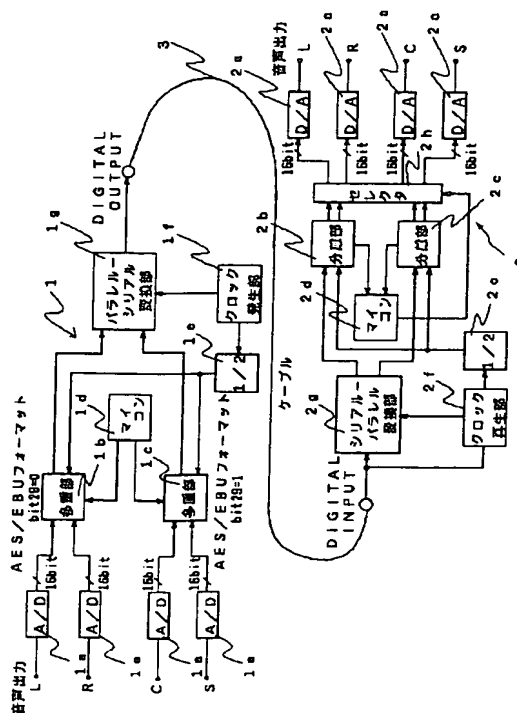 音声出力
L
R
C
S
A/D
A/D
A/D
A/D
1a
1a
1a
1a
16bit
16bit
16bit
16bit
AES/EBUフォーマット
bit29=0
多重部
1b
マイコン
1d
多重部
1c
AES/EBUフォーマット
bit29=1
1
パラレル-シリアル変換部
1g
クロック発生部
1f
1/2
1e
DIGITAL OUTPUT
3
ケーブル
DIGITAL INPUT
シリアル-パラレル変換部
2g
クロック再生部
2f
1/2
2e
マイコン
2d
分離部
2b
分離部
2c
セレクタ
2h
16bit
16bit
16bit
16bit
D/A
D/A
D/A
D/A
2a
2a
2a
2a
音声出力
L
R
C
S
2